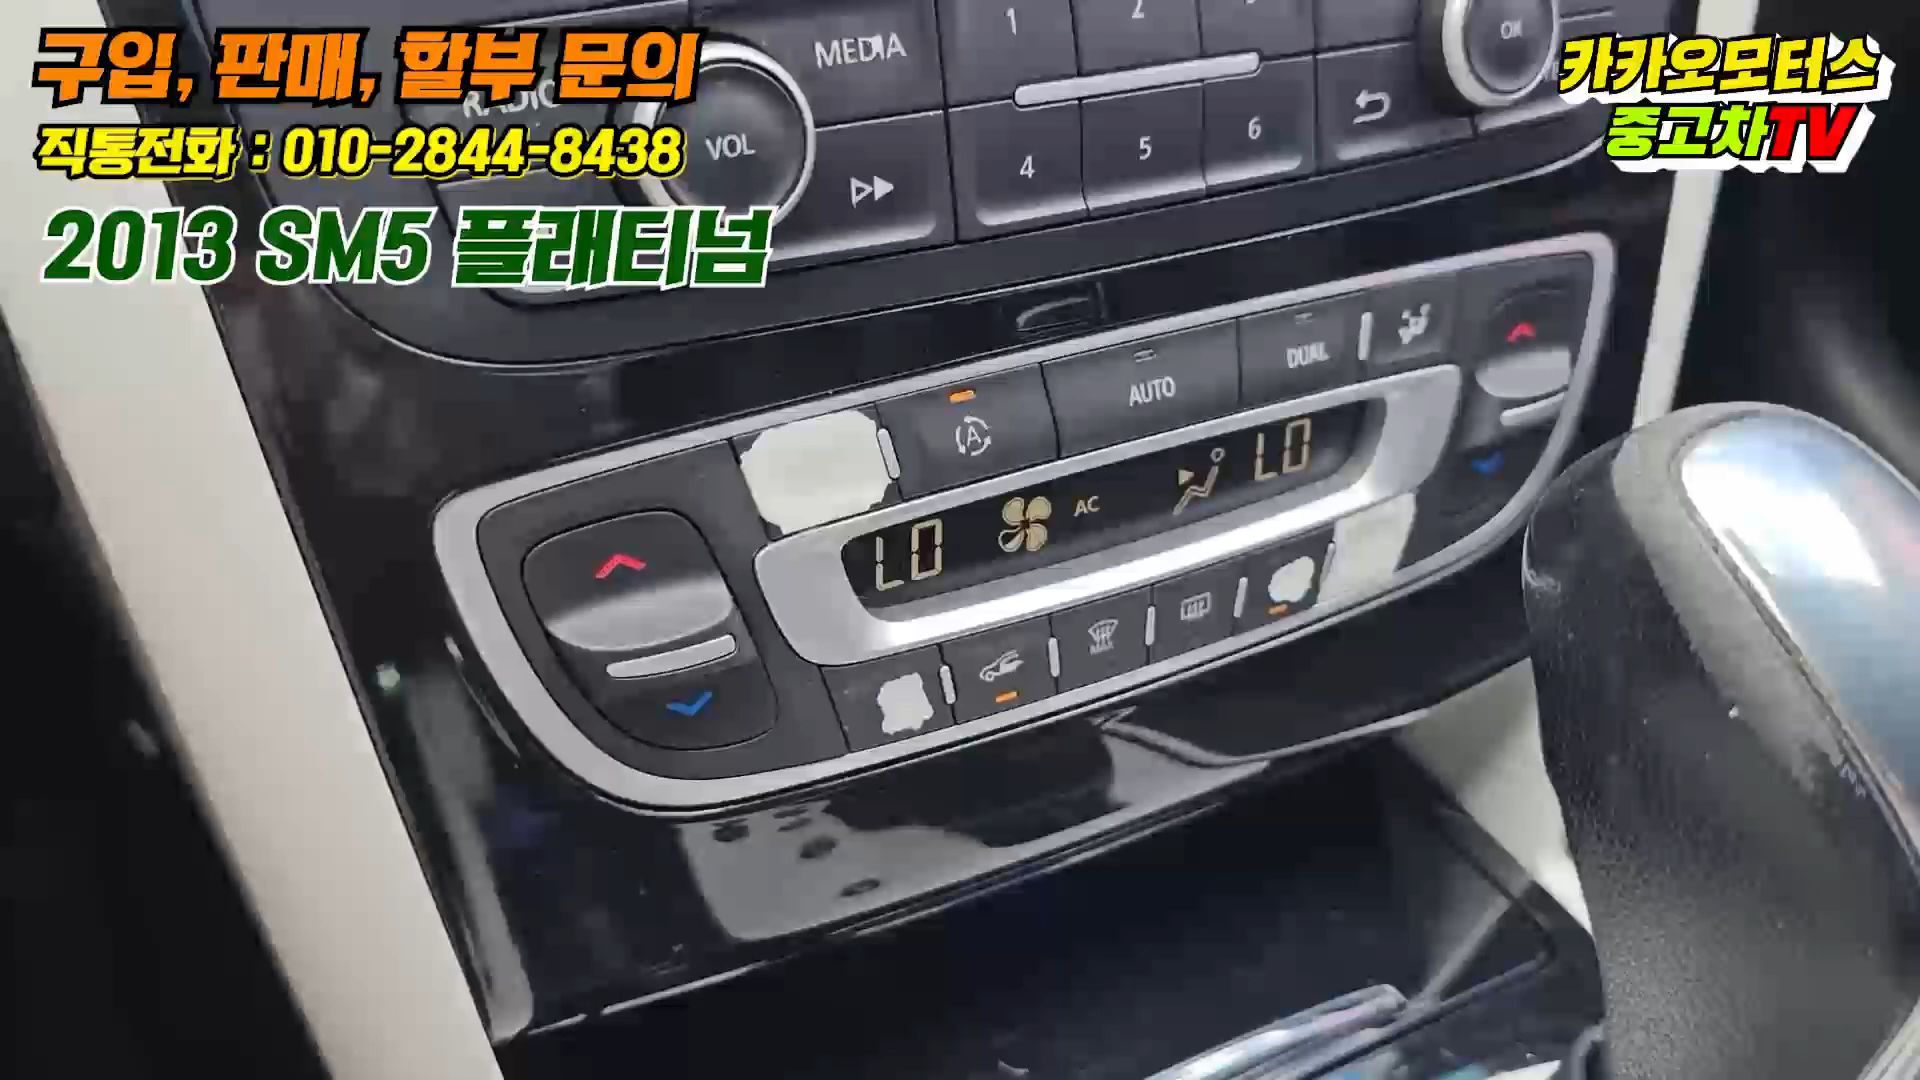 구입, 판매, 할부 문의
직통전화 : 010-2844-8438
2013 SM5 플래티넘
카카오모터스
중고차TV
MEDIA
RADIO
VOL
1 2 3
4 5 6
OK
AUTO
DUAL
A
LO AC LO
MAX